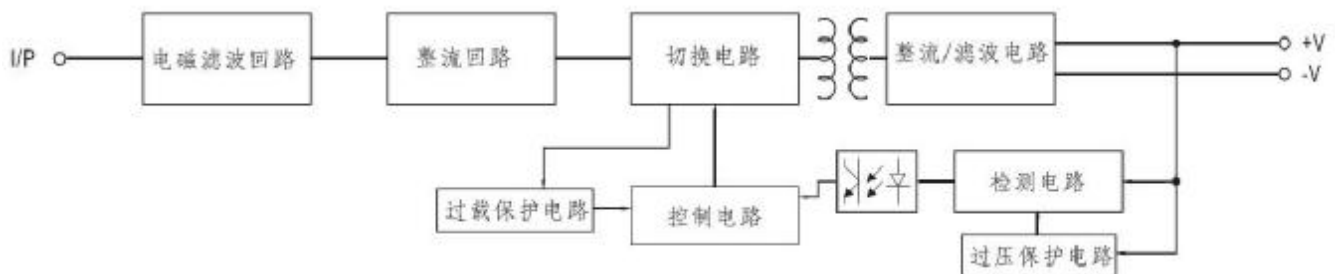 I/P
电磁滤波回路
整流回路
切换电路
整流/滤波电路
+V
-V
过载保护电路
控制电路
检测电路
过压保护电路